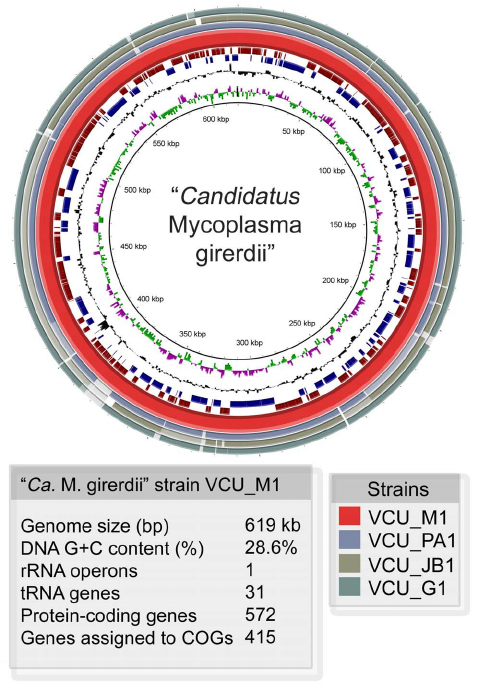 600 kbp
50 kbp
550 kbp
100 kbp
500 kbp
“Candidatus
Mycoplasma
girerdii”
150 kbp
450 kbp
200 kbp
400 kbp
250 kbp
350 kbp
300 kbp
“Ca. M. girerdii” strain VCU_M1
Genome size (bp) 619 kb
DNA G+C content (%) 28.6%
rRNA operons 1
tRNA genes 31
Protein-coding genes 572
Genes assigned to COGs 415
Strains
VCU_M1
VCU_PA1
VCU_JB1
VCU_G1